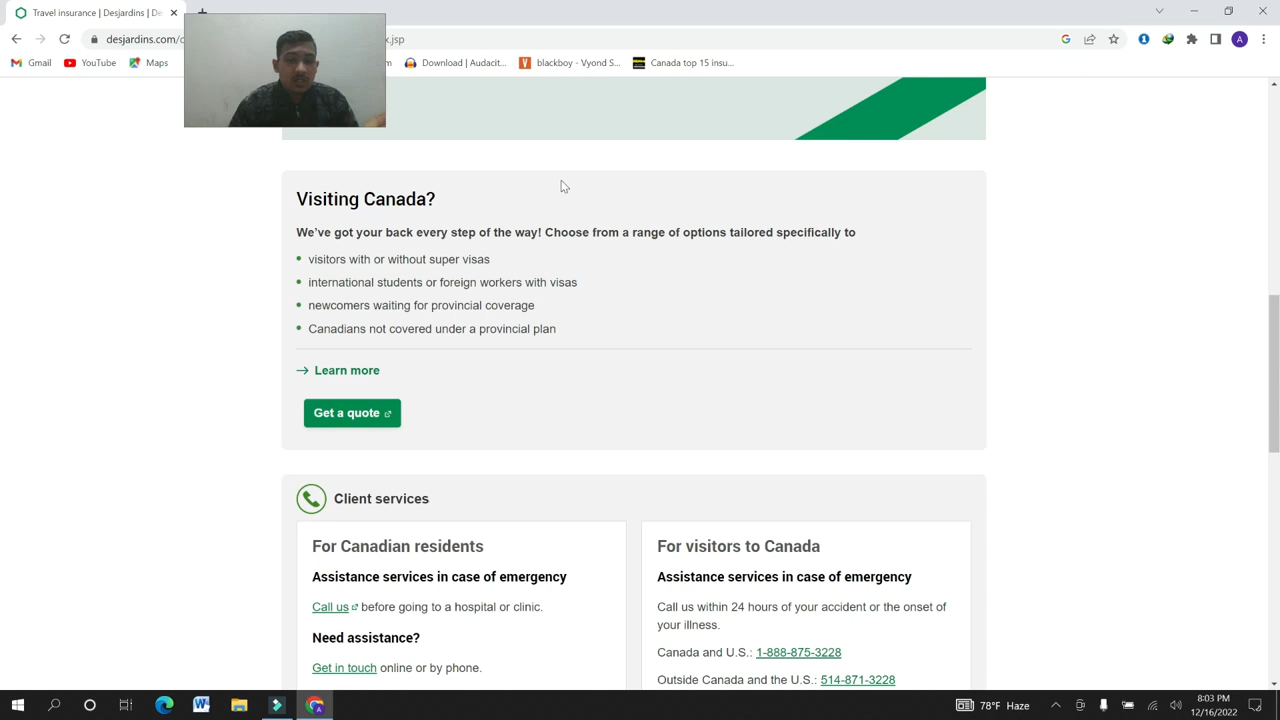 Travel insurance | Desjardins | De
desjardins.com/c
x.jsp
Gmail
YouTube
Maps
m
Download | Audacit...
blackboy - Vyond S...
Canada top 15 insu...
A
Visiting Canada?
We've got your back every step of the way! Choose from a range of options tailored specifically to
visitors with or without super visas
international students or foreign workers with visas
newcomers waiting for provincial coverage
Canadians not covered under a provincial plan
Learn more
Get a quote
Client services
For Canadian residents
Assistance services in case of emergency
Call us before going to a hospital or clinic.
Need assistance?
Get in touch online or by phone.
For visitors to Canada
Assistance services in case of emergency
Call us within 24 hours of your accident or the onset of
your illness.
Canada and U.S.: 1-888-875-3228
Outside Canada and the U.S.: 514-871-3228
78°F Haze
8:03 PM
12/16/2022